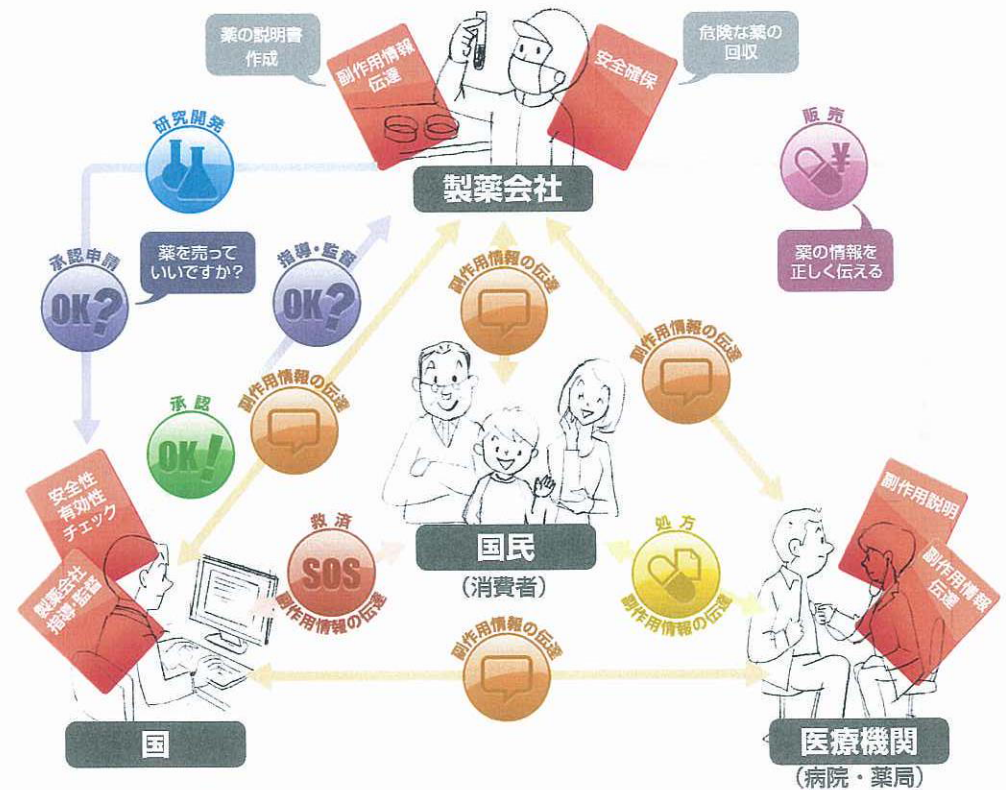 薬の説明書
作成
副作用情報
伝達
安全確保
危険な薬の
回収
研究開発
販売
¥
製薬会社
承認申請
OK?
薬を売って
いいですか?
指導・監督
OK?
副作用情報の伝達
薬の情報を
正しく伝える
副作用情報の伝達
副作用情報の伝達
承認
OK!
安全性
有効性
チェック
製薬会社
指導・監督
国民
(消費者)
救済
SOS
副作用情報の伝達
処方
副作用情報の伝達
副作用説明
副作用情報
伝達
副作用情報の伝達
国
医療機関
(病院・薬局)